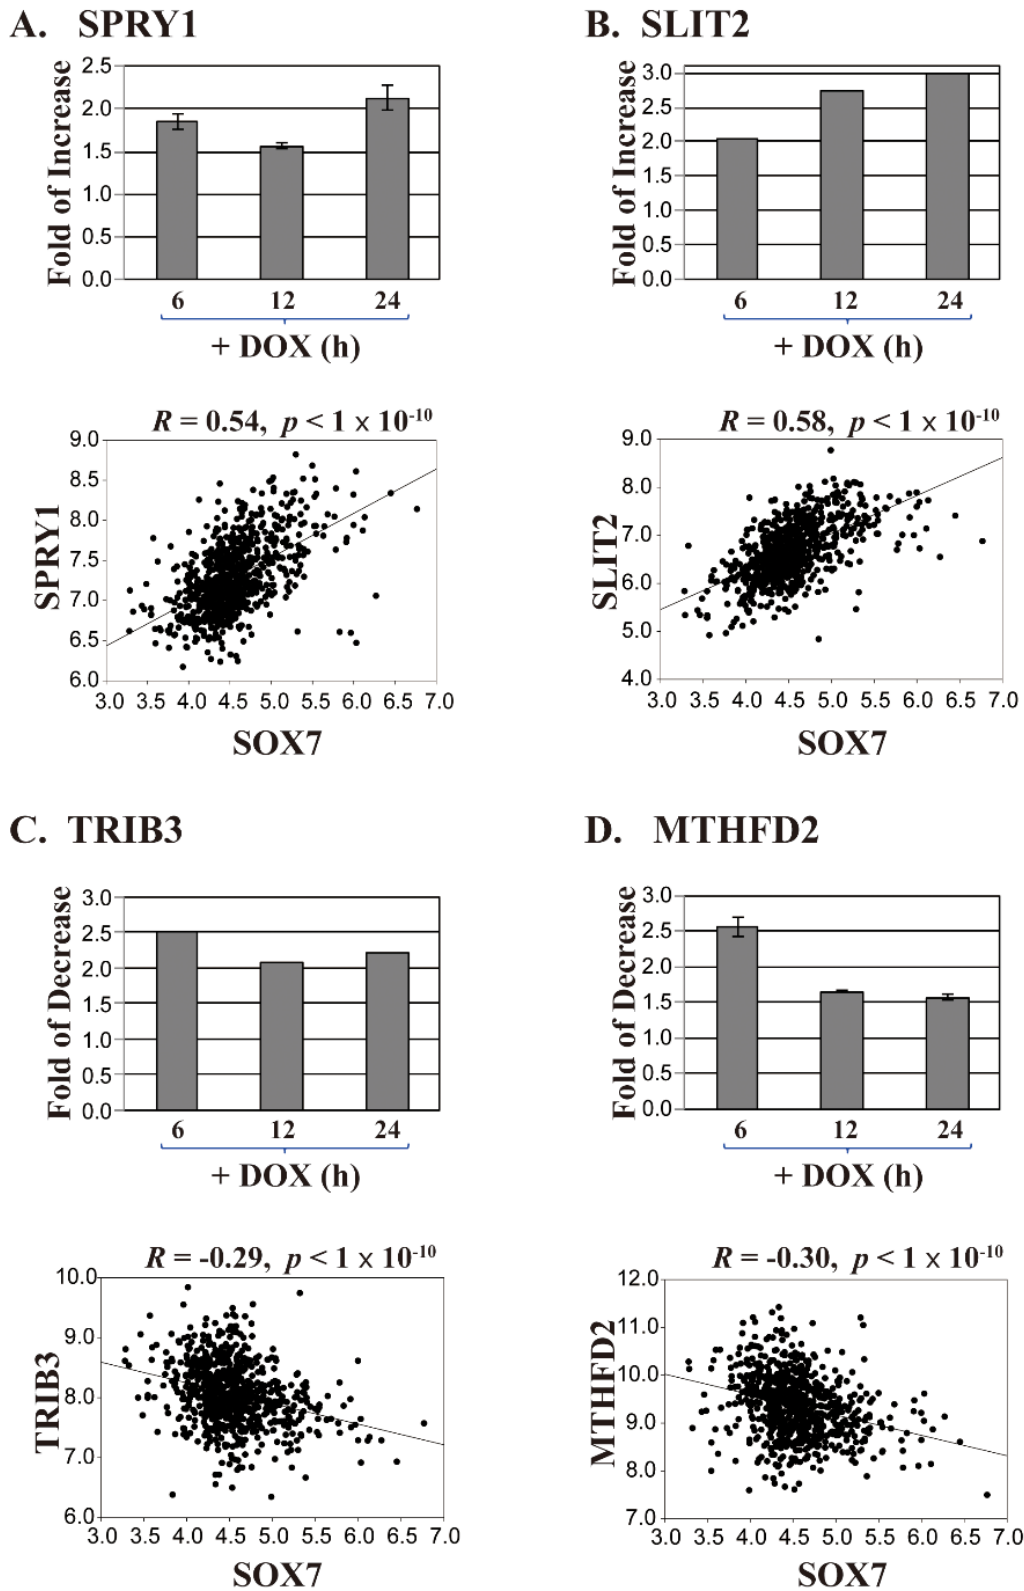 A. SPRY1
Fold of Increase
2.5
2.0
1.5
1.0
0.5
0.0
6 12 24
+ DOX (h)
R = 0.54, p < 1 × 10-10
SPRY1
9.0
8.5
8.0
7.5
7.0
6.5
6.0
3.0 3.5 4.0 4.5 5.0 5.5 6.0 6.5 7.0
SOX7
B. SLIT2
Fold of Increase
3.0
2.5
2.0
1.5
1.0
0.5
0.0
6 12 24
+ DOX (h)
R = 0.58, p < 1 × 10-10
SLIT2
9.0
8.0
7.0
6.0
5.0
4.0
3.0 3.5 4.0 4.5 5.0 5.5 6.0 6.5 7.0
SOX7
C. TRIB3
Fold of Decrease
3.0
2.5
2.0
1.5
1.0
0.5
0.0
6 12 24
+ DOX (h)
R = -0.29, p < 1 × 10-10
TRIB3
10.0
9.0
8.0
7.0
6.0
3.0 3.5 4.0 4.5 5.0 5.5 6.0 6.5 7.0
SOX7
D. MTHFD2
Fold of Decrease
3.0
2.5
2.0
1.5
1.0
0.5
0.0
6 12 24
+ DOX (h)
R = -0.30, p < 1 × 10-10
MTHFD2
12.0
11.0
10.0
9.0
8.0
7.0
3.0 3.5 4.0 4.5 5.0 5.5 6.0 6.5 7.0
SOX7